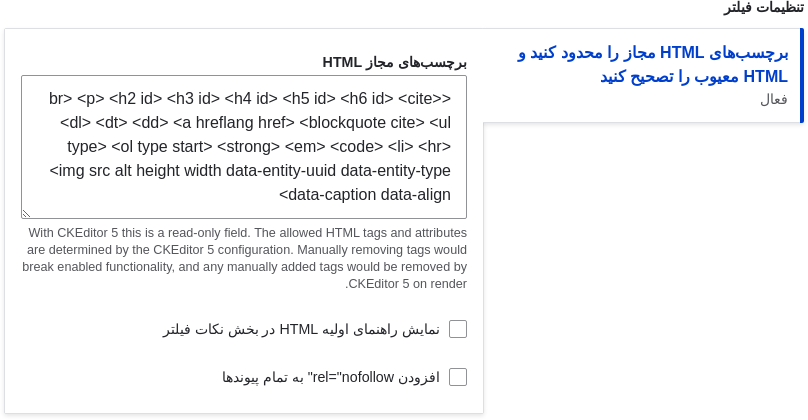 تنظیمات فیلتر
برچسب‌های HTML مجاز را محدود کنید و
HTML معیوب را تصحیح کنید
فعال
برچسب‌های مجاز HTML
<br> <p> <h2 id> <h3 id> <h4 id> <h5 id> <h6 id> <cite>
<dl> <dt> <dd> <a hreflang href> <blockquote cite> <ul
type> <ol type start> <strong> <em> <code> <li> <hr>
<img src alt height width data-entity-uuid data-entity-type
data-caption data-align>
With CKEditor 5 this is a read-only field. The allowed HTML tags and attributes
are determined by the CKEditor 5 configuration. Manually removing tags would
break enabled functionality, and any manually added tags would be removed by
CKEditor 5 on render.
نمایش راهنمای اولیه HTML در بخش نکات فیلتر
افزودن rel="nofollow" به تمام پیوندها